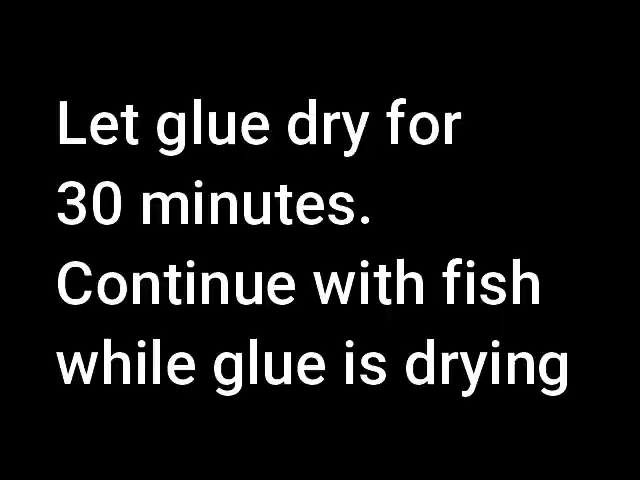 Let glue dry for
30 minutes.
Continue with fish
while glue is drying